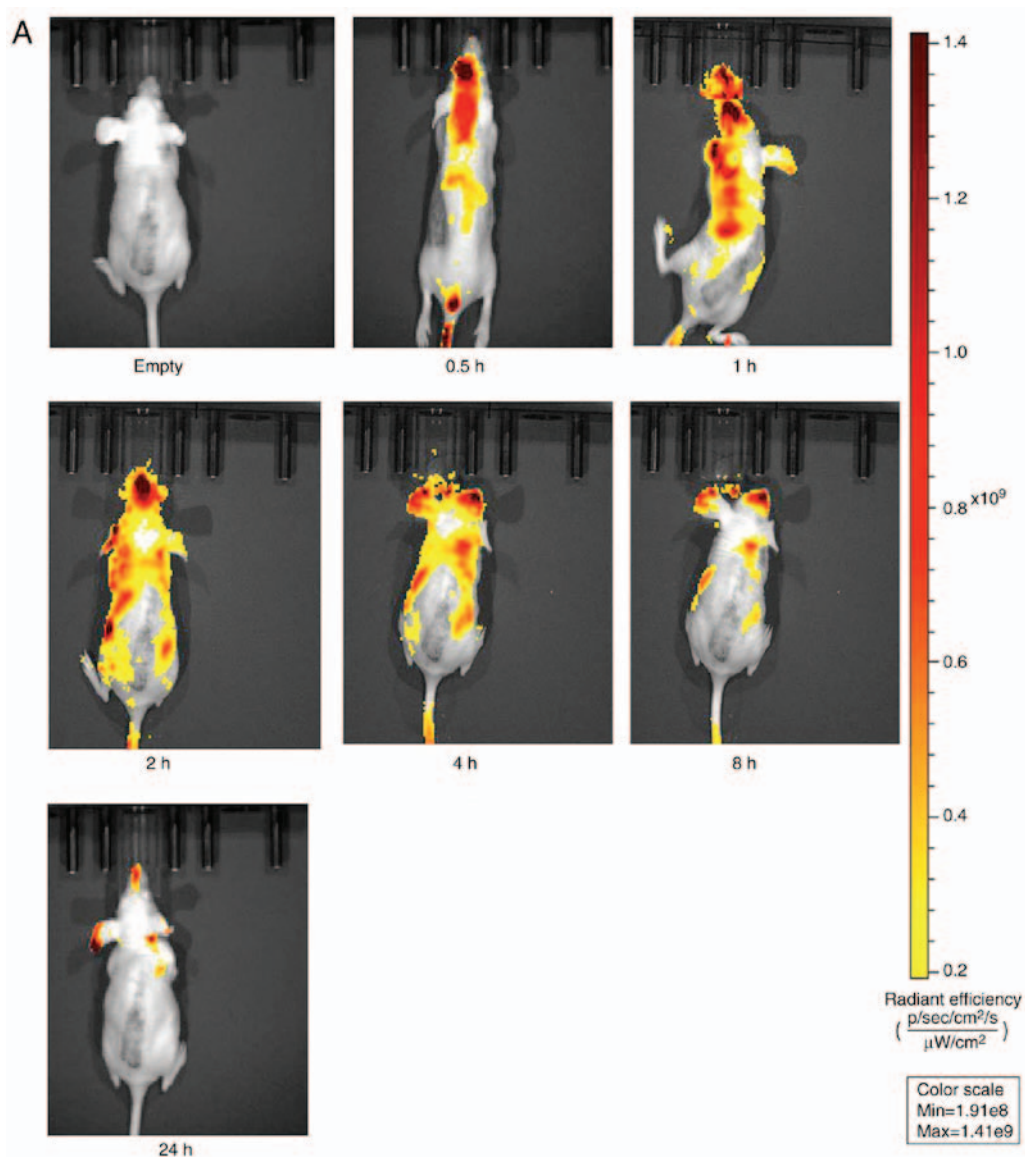 A
Empty
0.5 h
1 h
2 h
4 h
8 h
24 h
1.4
1.2
1.0
0.8
x10⁹
0.6
0.4
0.2
Radiant efficiency
( p/sec/cm²/s
μW/cm² )
Color scale
Min=1.91e8
Max=1.41e9